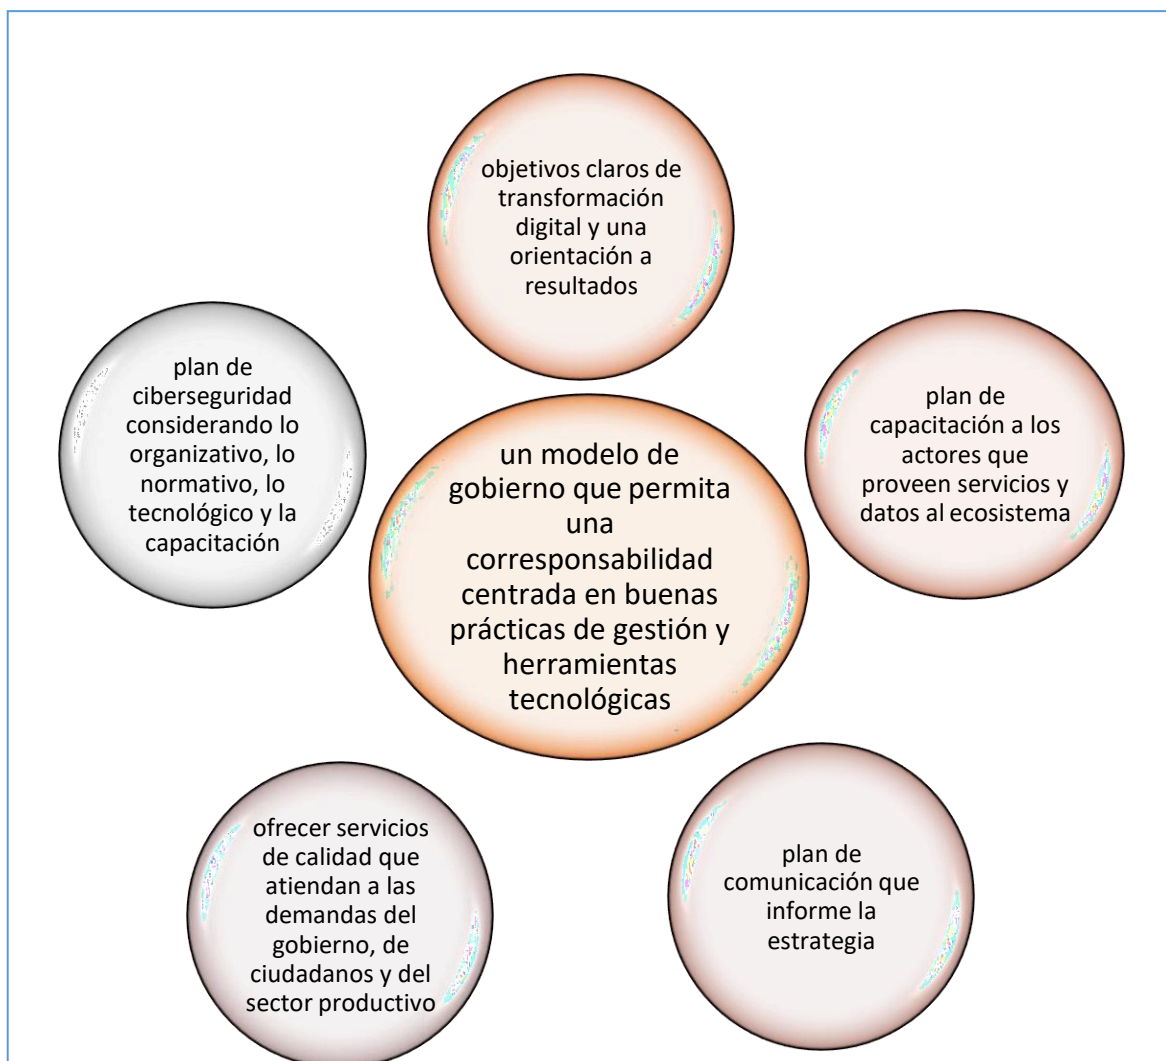 objetivos claros de
transformación
digital y una
orientación a
resultados
plan de
ciberseguridad
considerando lo
organizativo, lo
normativo, lo
tecnológico y la
capacitación
plan de
capacitación a los
actores que
proveen servicios y
datos al ecosistema
un modelo de
gobierno que permita
una
corresponsabilidad
centrada en buenas
prácticas de gestión y
herramientas
tecnológicas
ofrecer servicios
de calidad que
atiendan a las
demandas del
gobierno, de
ciudadanos y del
sector productivo
plan de
comunicación que
informe la
estrategia